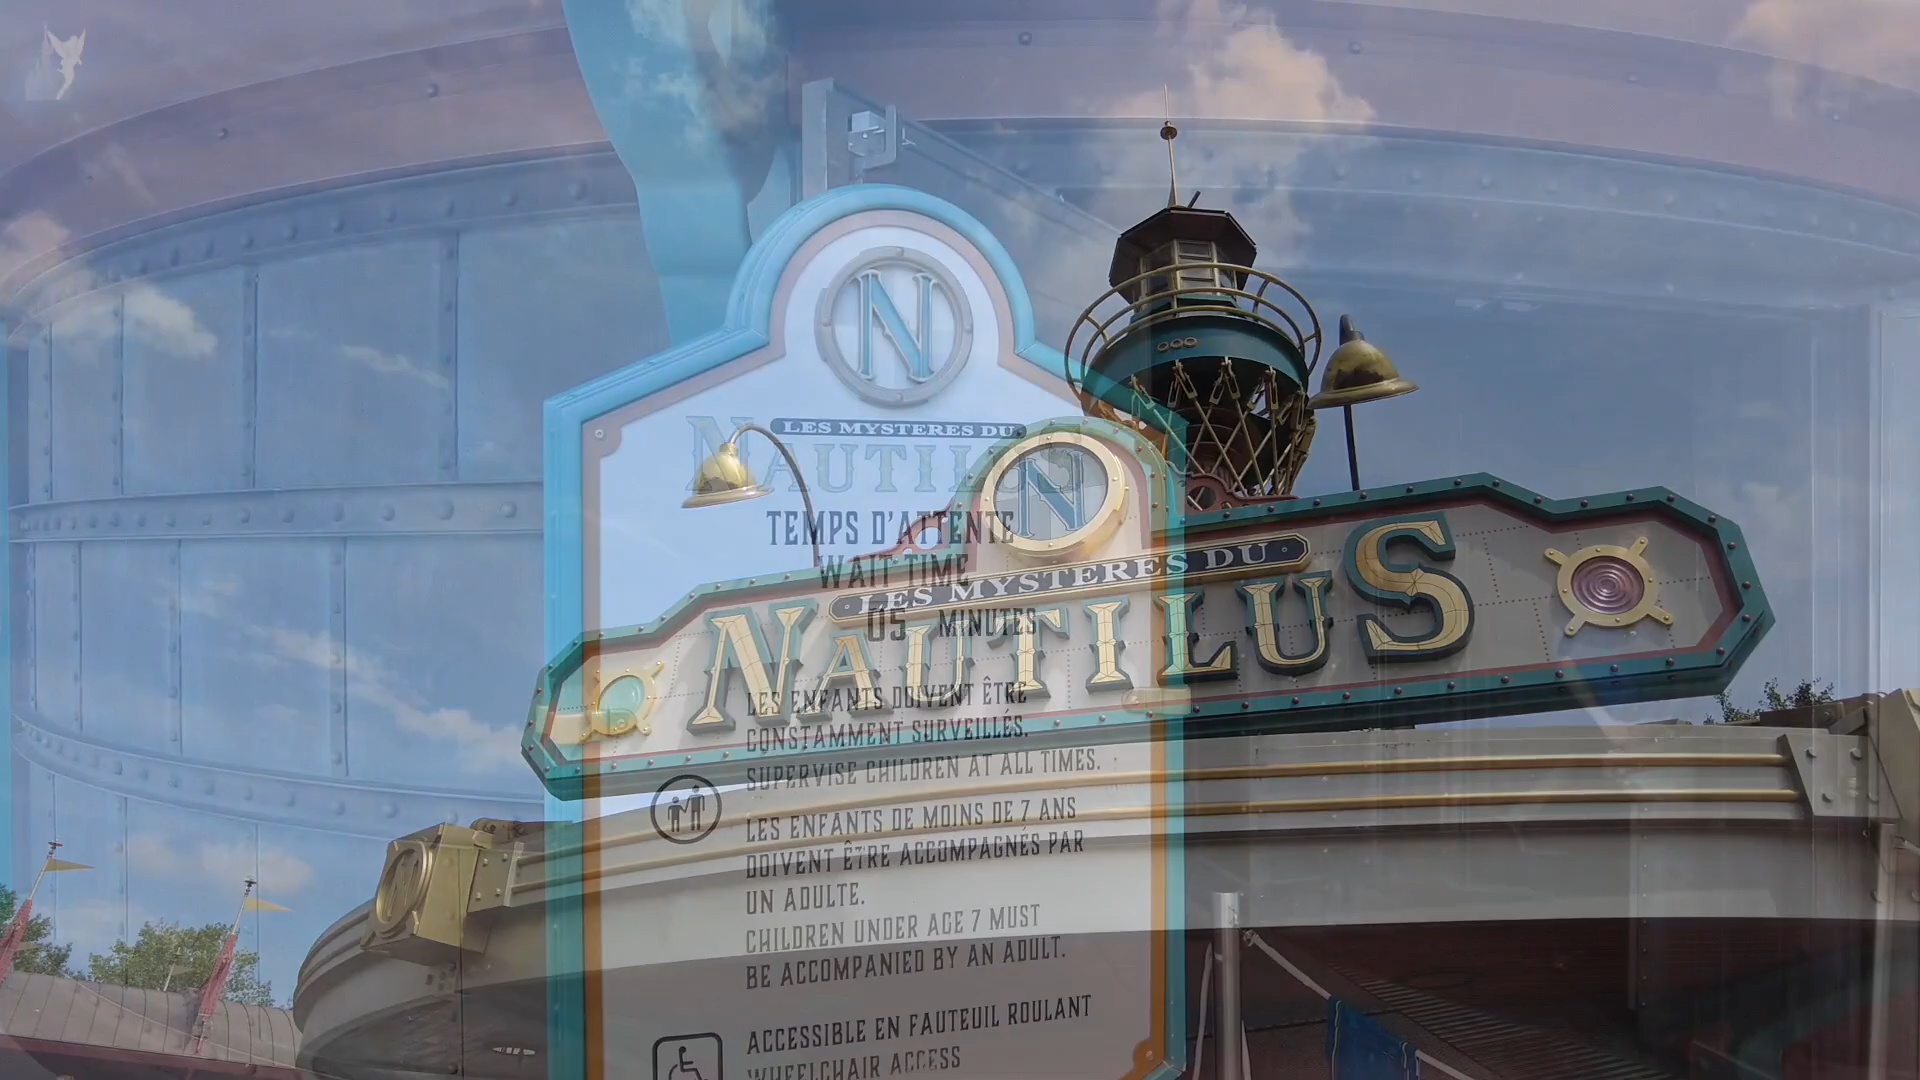 N
LES MYSTERES DU
NAUTILUS
TEMPS D'ATTENTE
WAIT TIME
05 MINUTES
LES ENFANTS DOIVENT ÊTRE
CONSTAMMENT SURVEILLÉS.
SUPERVISE CHILDREN AT ALL TIMES.
LES ENFANTS DE MOINS DE 7 ANS
DOIVENT ÊTRE ACCOMPAGNÉS PAR
UN ADULTE.
CHILDREN UNDER AGE 7 MUST
BE ACCOMPANIED BY AN ADULT.
ACCESSIBLE EN FAUTEUIL ROULANT
WHEELCHAIR ACCESS
N
LES MYSTERES DU
NAUTILUS
N